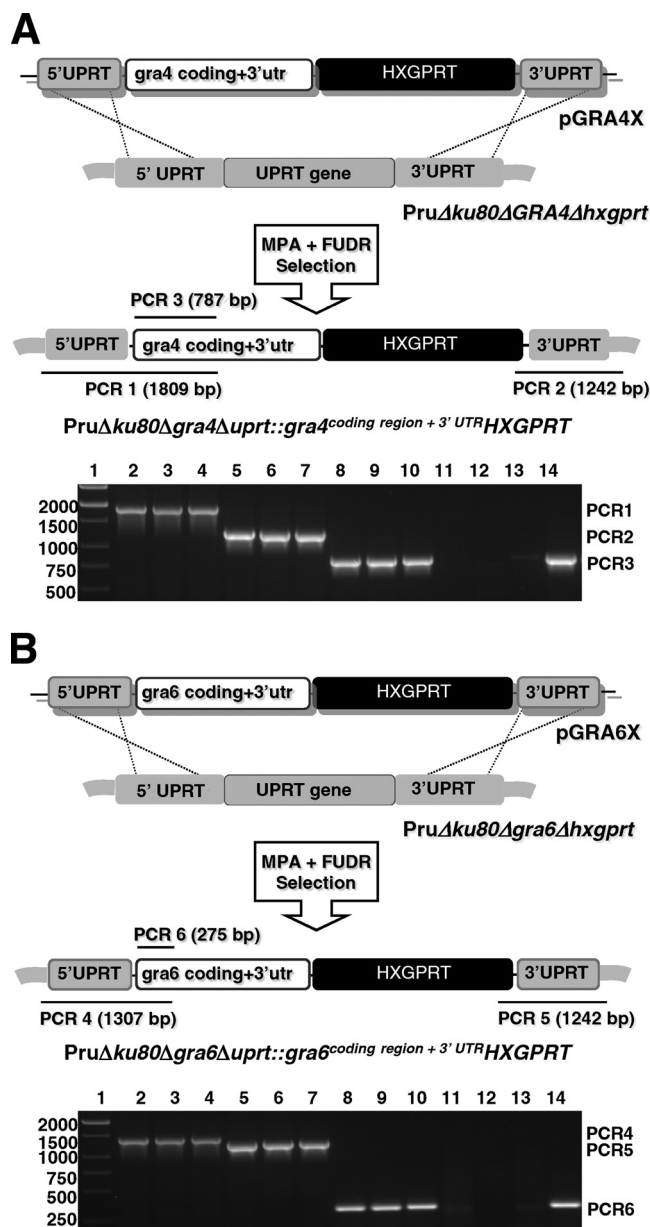 A
5'UPRT gra4 coding+3'utr HXGPRT 3'UPRT
pGRA4X
5' UPRT UPRT gene 3'UPRT
PruΔku80ΔGRA4Δhxgprt
MPA + FUDR
Selection
PCR 3 (787 bp)
5'UPRT gra4 coding+3'utr HXGPRT 3'UPRT
PCR 1 (1809 bp) PCR 2 (1242 bp)
PruΔku80Δgra4Δuprt::gra4coding region + 3' UTRHXGPRT
1 2 3 4 5 6 7 8 9 10 11 12 13 14
2000
1500
1000
750
500
PCR1
PCR2
PCR3
B
5'UPRT gra6 coding+3'utr HXGPRT 3'UPRT
pGRA6X
5' UPRT UPRT gene 3'UPRT
PruΔku80Δgra6Δhxgprt
MPA + FUDR
Selection
PCR 6 (275 bp)
5'UPRT gra6 coding+3'utr HXGPRT 3'UPRT
PCR 4 (1307 bp) PCR 5 (1242 bp)
PruΔku80Δgra6Δuprt::gra6coding region + 3' UTRHXGPRT
1 2 3 4 5 6 7 8 9 10 11 12 13 14
2000
1500
1000
750
500
250
PCR4
PCR5
PCR6